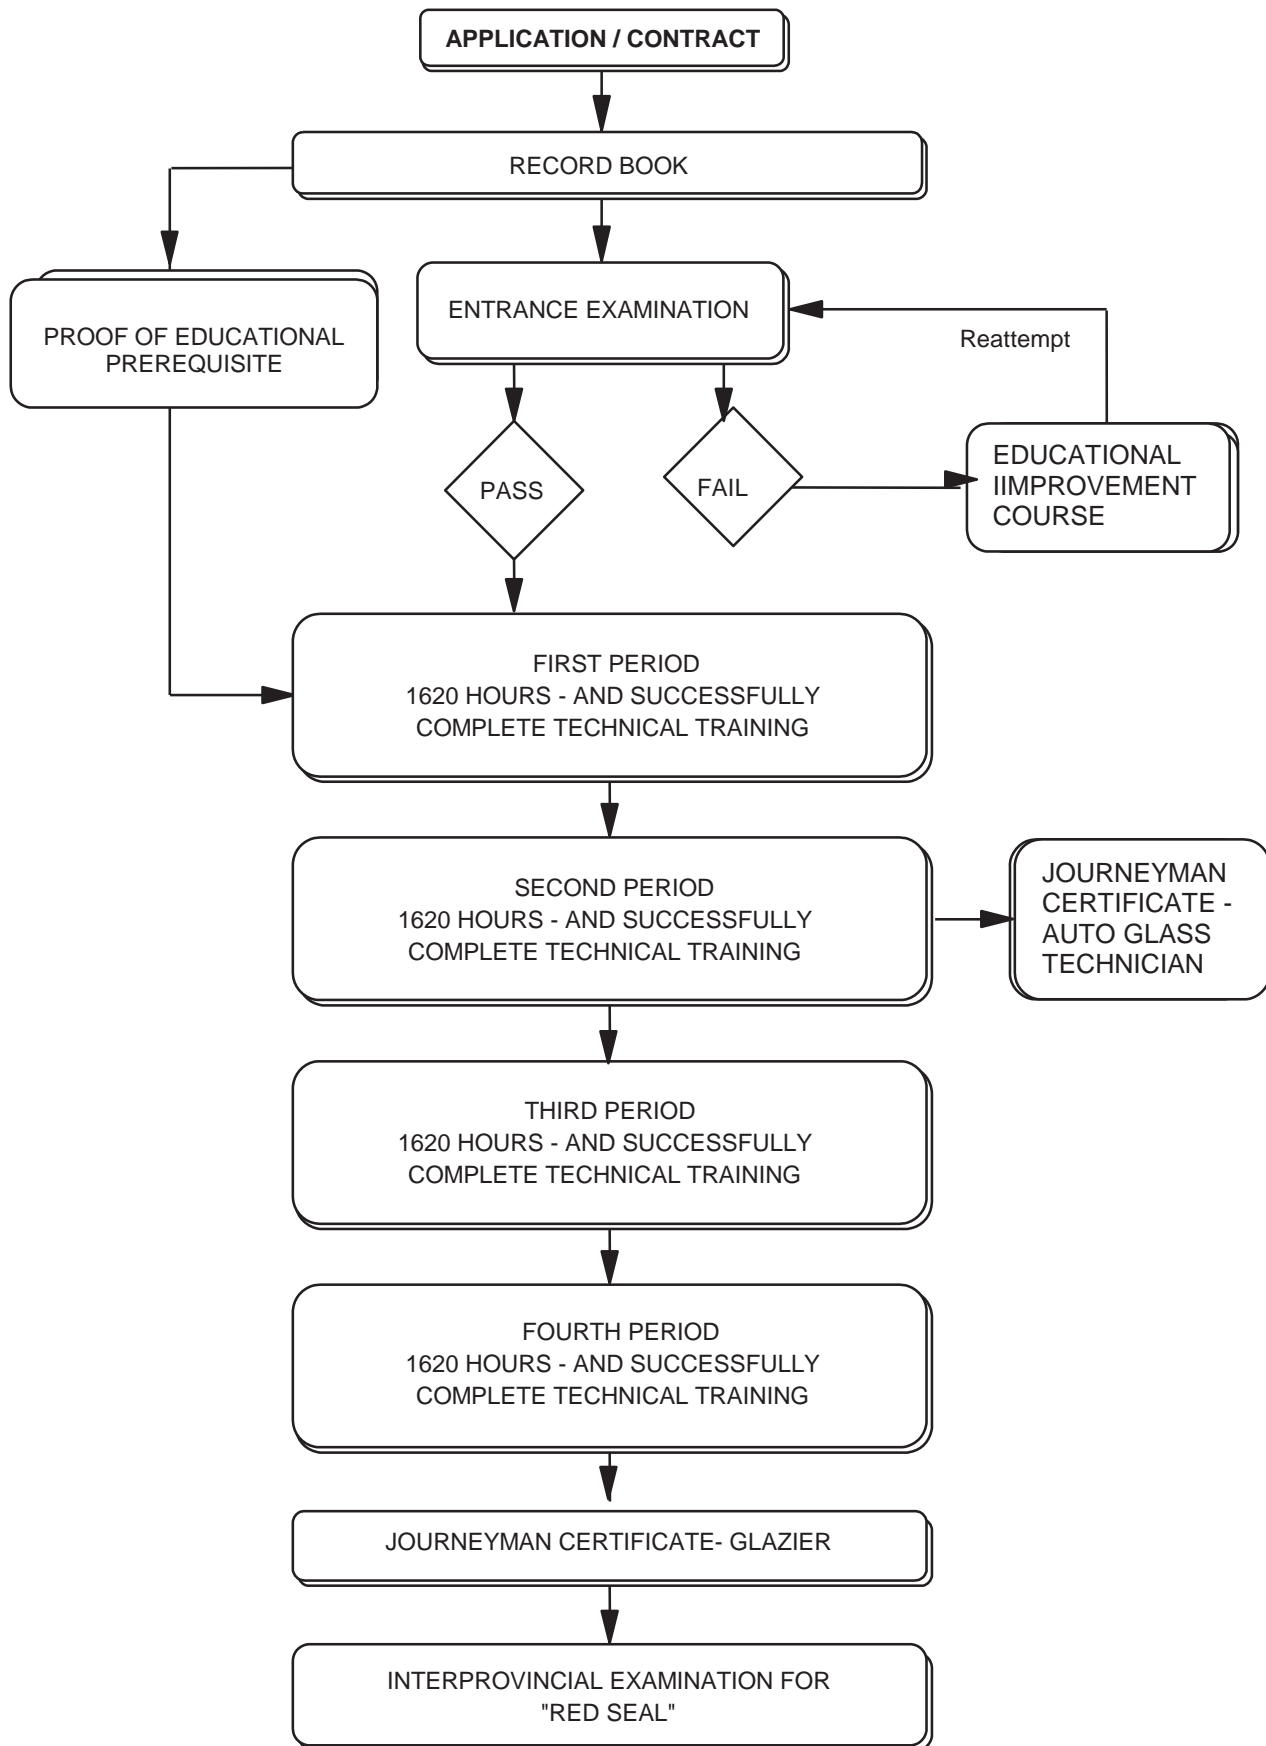 APPLICATION / CONTRACT
RECORD BOOK
PROOF OF EDUCATIONAL
PREREQUISITE
ENTRANCE EXAMINATION
Reattempt
PASS
FAIL
EDUCATIONAL
IIMPROVEMENT
COURSE
FIRST PERIOD
1620 HOURS - AND SUCCESSFULLY
COMPLETE TECHNICAL TRAINING
SECOND PERIOD
1620 HOURS - AND SUCCESSFULLY
COMPLETE TECHNICAL TRAINING
JOURNEYMAN
CERTIFICATE -
AUTO GLASS
TECHNICIAN
THIRD PERIOD
1620 HOURS - AND SUCCESSFULLY
COMPLETE TECHNICAL TRAINING
FOURTH PERIOD
1620 HOURS - AND SUCCESSFULLY
COMPLETE TECHNICAL TRAINING
JOURNEYMAN CERTIFICATE- GLAZIER
INTERPROVINCIAL EXAMINATION FOR
"RED SEAL"